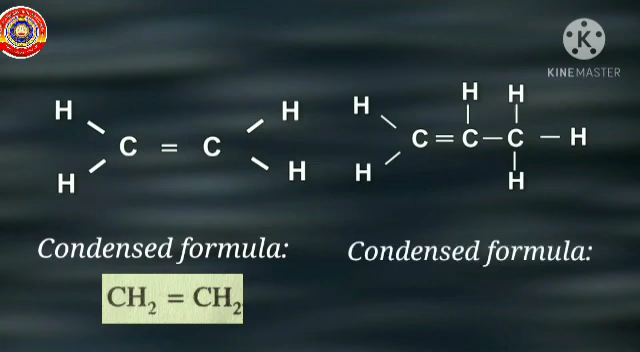 KINEMASTER
H H
C = C
H H
H H H
C = C — C — H
H H
Condensed formula:
CH₂ = CH₂
Condensed formula: